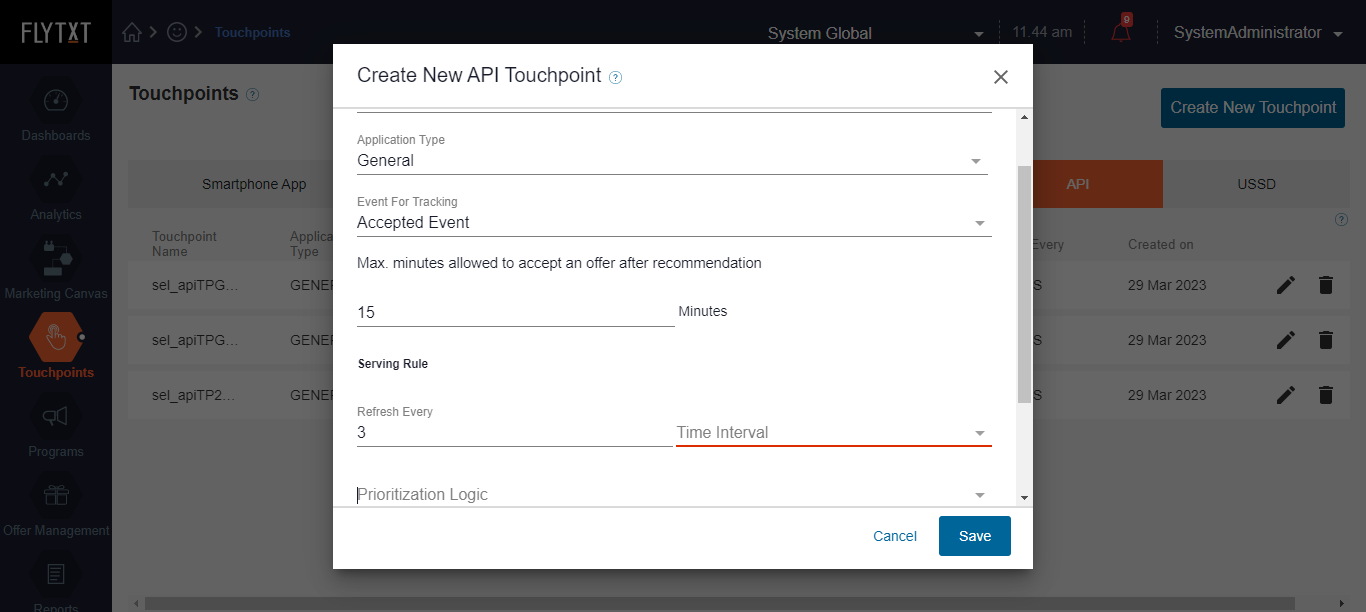 FLYTXT
Touchpoints
System Global
11.44 am
9
SystemAdministrator
Dashboards
Analytics
Marketing Canvas
Touchpoints
Programs
Offer Management
Reports
Touchpoints ?
Create New Touchpoint
Smartphone App
API
USSD
?
Touchpoint
Name
Applica
Type
Every
Created on
sel_apiTPG...
GENE
S
29 Mar 2023
sel_apiTPG...
GENE
S
29 Mar 2023
sel_apiTP2...
GENE
S
29 Mar 2023
Create New API Touchpoint ?
Application Type
General
Event For Tracking
Accepted Event
Max. minutes allowed to accept an offer after recommendation
15 Minutes
Serving Rule
Refresh Every
3 Time Interval
Prioritization Logic
Cancel Save